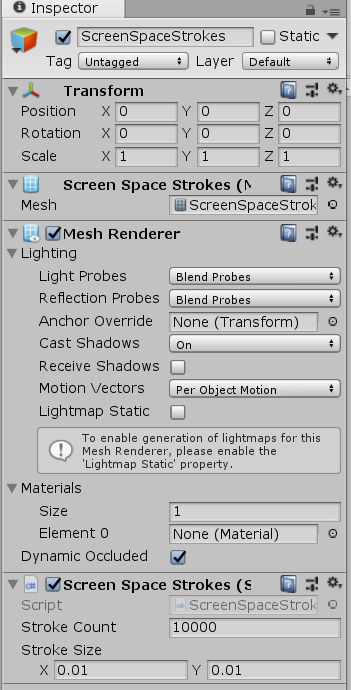 Inspector
ScreenSpaceStrokes Static
Tag Untagged Layer Default
Transform
Position X 0 Y 0 Z 0
Rotation X 0 Y 0 Z 0
Scale X 1 Y 1 Z 1
Screen Space Strokes (M
Mesh ScreenSpaceStrok
Mesh Renderer
Lighting
Light Probes Blend Probes
Reflection Probes Blend Probes
Anchor Override None (Transform)
Cast Shadows On
Receive Shadows
Motion Vectors Per Object Motion
Lightmap Static
To enable generation of lightmaps for this
Mesh Renderer, please enable the
'Lightmap Static' property.
Materials
Size 1
Element 0 None (Material)
Dynamic Occluded
Screen Space Strokes (S
Script ScreenSpaceStrok
Stroke Count 10000
Stroke Size
X 0.01 Y 0.01